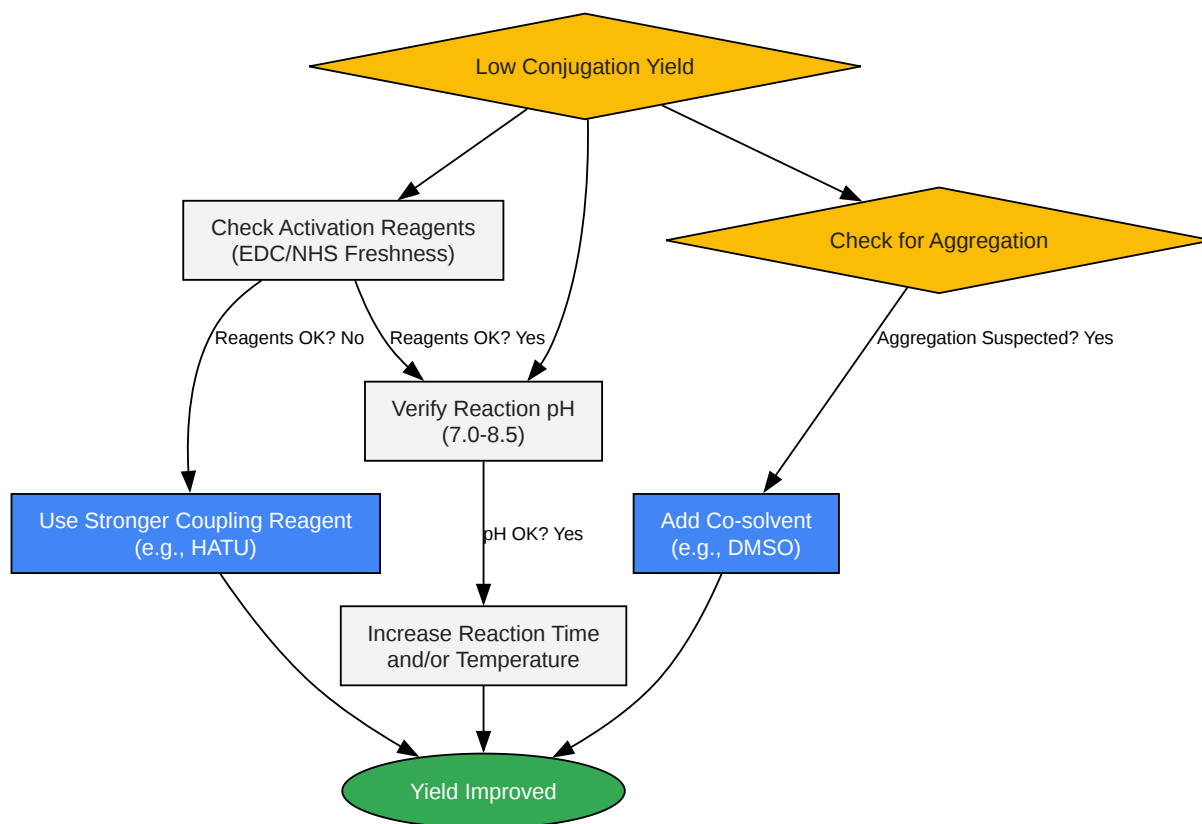 Low Conjugation Yield
Check Activation Reagents
(EDC/NHS Freshness)
Check for Aggregation
Reagents OK? No
Reagents OK? Yes
Aggregation Suspected? Yes
Verify Reaction pH
(7.0-8.5)
Use Stronger Coupling Reagent
(e.g., HATU)
pH OK? Yes
Add Co-solvent
(e.g., DMSO)
Increase Reaction Time
and/or Temperature
Yield Improved